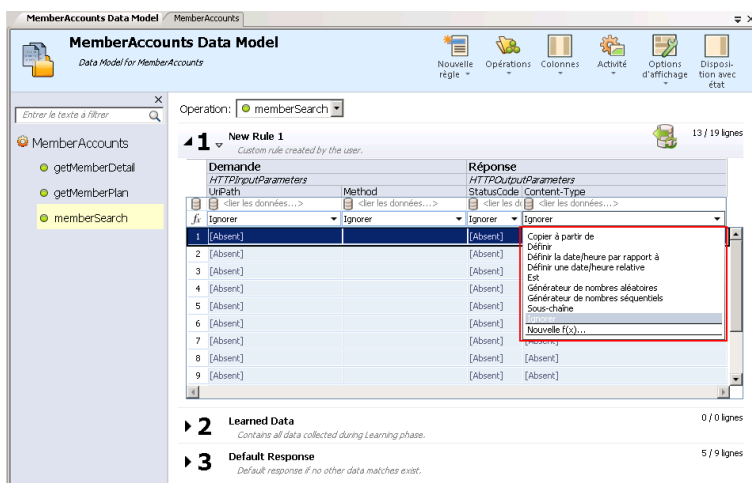 MemberAccounts Data Model MemberAccounts
MemberAccounts Data Model
Data Model for MemberAccounts
Nouvelle règle
Opérations
Colonnes
Activité
Options d'affichage
Disposi-tion avec état
Entrer le texte à filtrer
MemberAccounts
getMemberDetail
getMemberPlan
memberSearch
Operation: memberSearch
1 New Rule 1
Custom rule created by the user.
13 / 19 lignes
Demande Réponse
HTTPInputParameters HTTPOutputParameters
UriPath Method StatusCode Content-Type
<lier les données...> <lier les données...> <lier les do <lier les données...>
fx Ignorer Ignorer Ignorer Ignorer
1 [Absent] [Absent]
2 [Absent] [Absent]
3 [Absent] [Absent]
4 [Absent] [Absent]
5 [Absent] [Absent]
6 [Absent] [Absent]
7 [Absent] [Absent] [Absent]
8 [Absent] [Absent] [Absent]
9 [Absent] [Absent] [Absent]
Copier à partir de
Définir
Définir la date/heure par rapport à
Définir une date/heure relative
Est
Générateur de nombres aléatoires
Générateur de nombres séquentiels
Sous-chaîne
Ignorer
Nouvelle f(x)...
2 Learned Data
Contains all data collected during Learning phase.
0 / 0 lignes
3 Default Response
Default response if no other data matches exist.
5 / 9 lignes